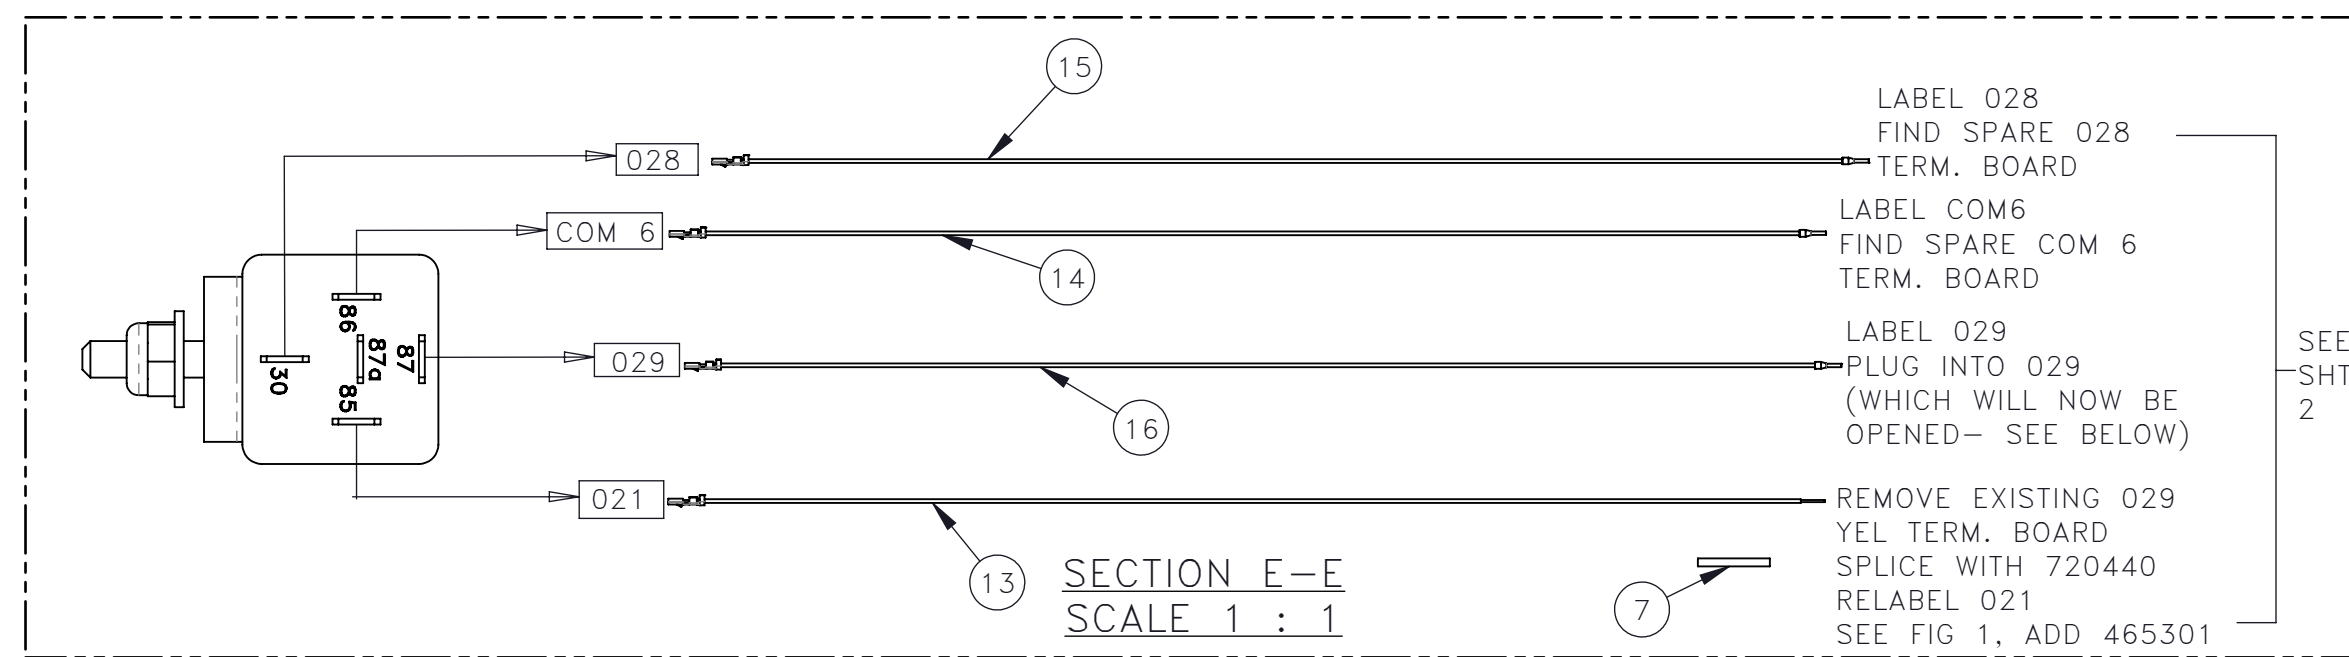 15
LABEL 028
FIND SPARE 028
TERM. BOARD
028
COM 6
LABEL COM6
FIND SPARE COM 6
TERM. BOARD
14
86
87a
87
30
85
029
LABEL 029
PLUG INTO 029
(WHICH WILL NOW BE
OPENED– SEE BELOW)
SEE
SHT
2
16
021
REMOVE EXISTING 029
YEL TERM. BOARD
SPLICE WITH 720440
RELABEL 021
SEE FIG 1, ADD 465301
13
SECTION E–E
SCALE 1 : 1
7